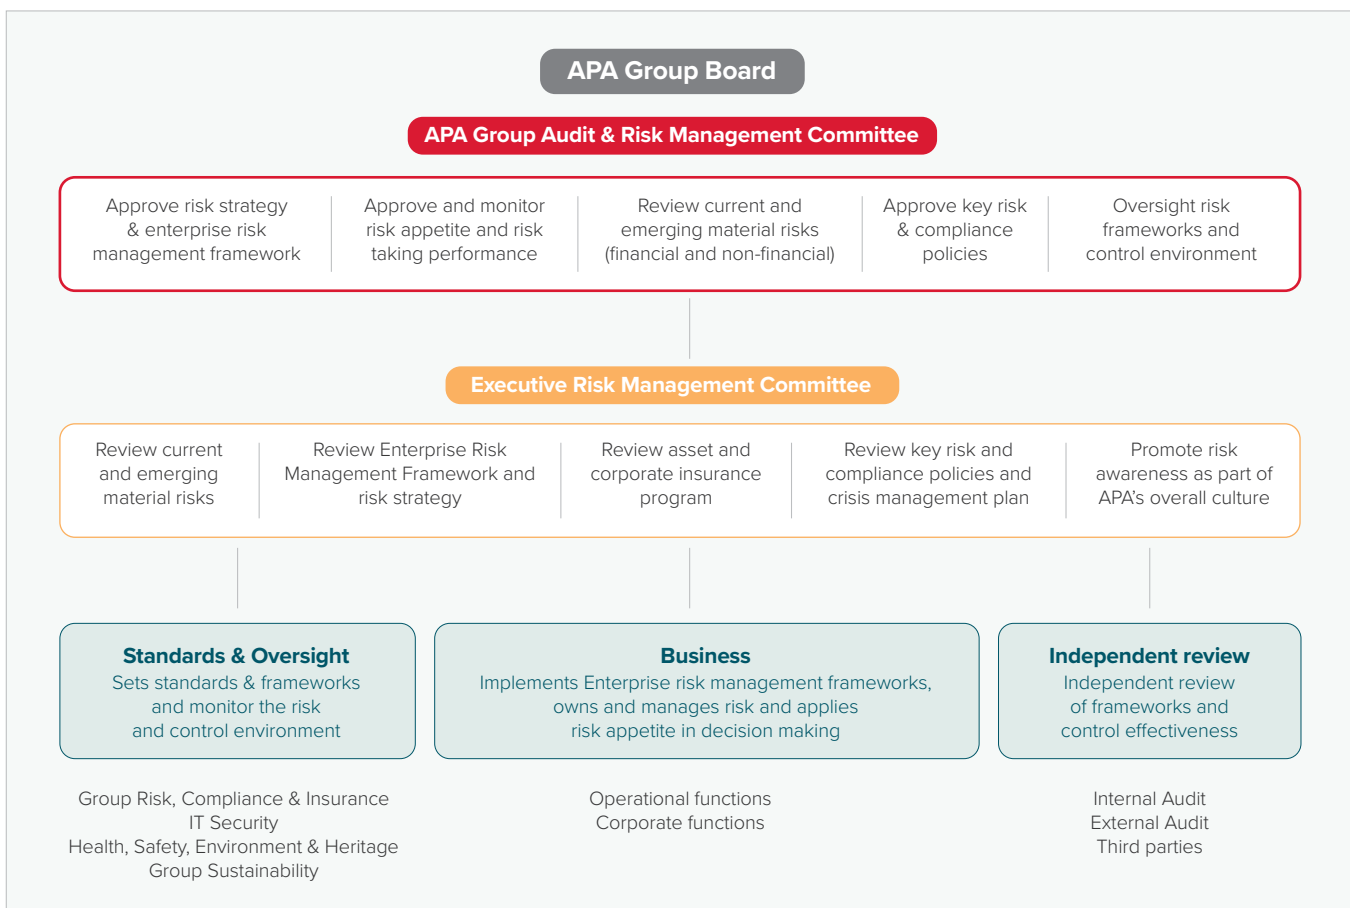 APA Group Board
APA Group Audit & Risk Management Committee
Approve risk strategy
& enterprise risk
management framework
Approve and monitor
risk appetite and risk
taking performance
Review current and
emerging material risks
(financial and non-financial)
Approve key risk
& compliance
policies
Oversight risk
frameworks and
control environment
Executive Risk Management Committee
Review current
and emerging
material risks
Review Enterprise Risk
Management Framework and
risk strategy
Review asset and
corporate insurance
program
Review key risk and
compliance policies and
crisis management plan
Promote risk
awareness as part of
APA’s overall culture
Standards & Oversight
Sets standards & frameworks
and monitor the risk
and control environment
Business
Implements Enterprise risk management frameworks,
owns and manages risk and applies
risk appetite in decision making
Independent review
Independent review
of frameworks and
control effectiveness
Group Risk, Compliance & Insurance
IT Security
Health, Safety, Environment & Heritage
Group Sustainability
Operational functions
Corporate functions
Internal Audit
External Audit
Third parties